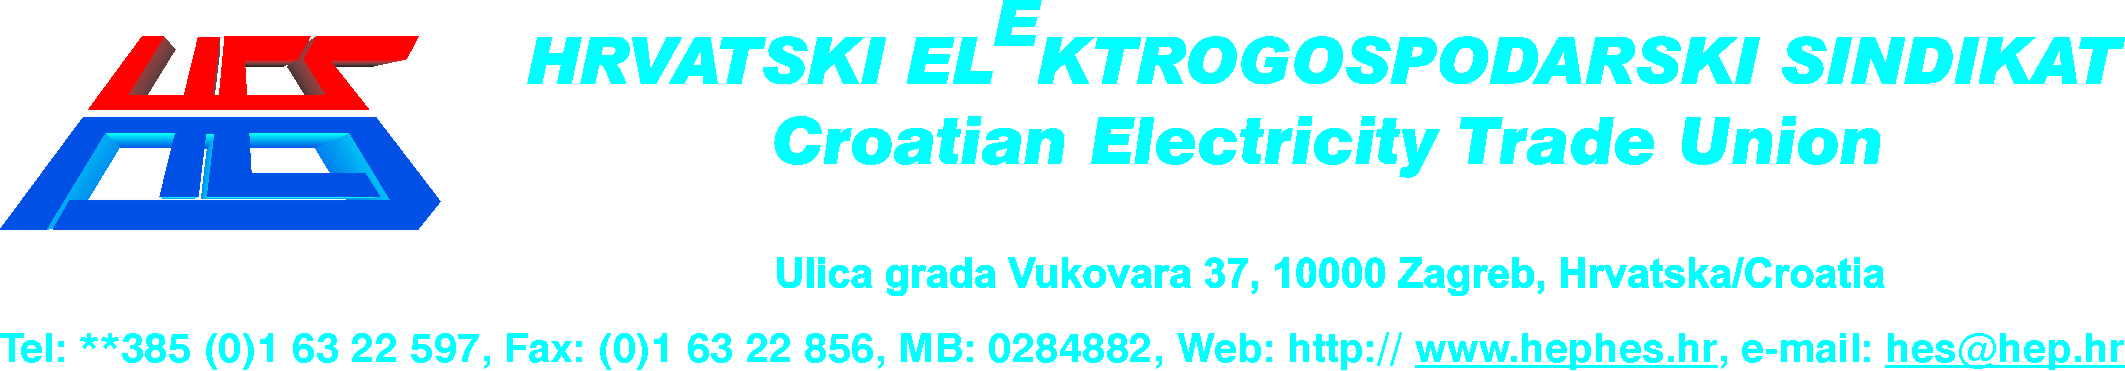 HES
HRVATSKI ELEKTROGOSPODARSKI SINDIKAT
Croatian Electricity Trade Union
Ulica grada Vukovara 37, 10000 Zagreb, Hrvatska/Croatia
Tel: **385 (0)1 63 22 597, Fax: (0)1 63 22 856, MB: 0284882, Web: http:// www.hephes.hr, e-mail: hes@hep.hr